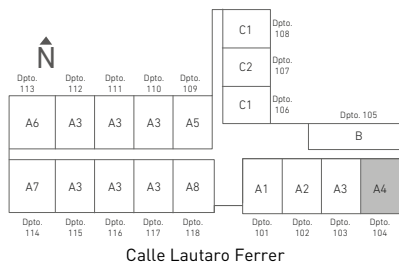 N
C1 Dpto. 108
C2 Dpto. 107
C1 Dpto. 106
Dpto. 113 Dpto. 112 Dpto. 111 Dpto. 110 Dpto. 109
A6 A3 A3 A3 A5
Dpto. 105
B
A7 A3 A3 A3 A8
Dpto. 114 Dpto. 115 Dpto. 116 Dpto. 117 Dpto. 118
A1 A2 A3 A4
Dpto. 101 Dpto. 102 Dpto. 103 Dpto. 104
Calle Lautaro Ferrer